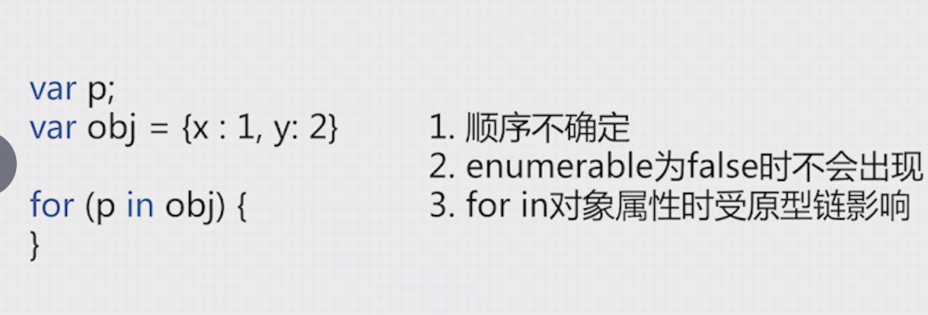 var p;
var obj = {x : 1, y: 2}
for (p in obj) {
}
1. 顺序不确定
2. enumerable为false时不会出现
3. for in对象属性时受原型链影响